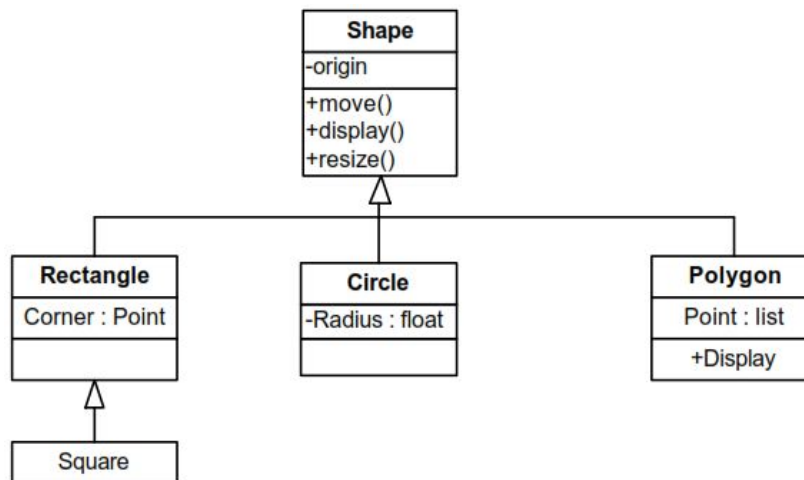 Shape
-origin
+move()
+display()
+resize()
Rectangle
Corner : Point
Circle
-Radius : float
Polygon
Point : list
+Display
Square